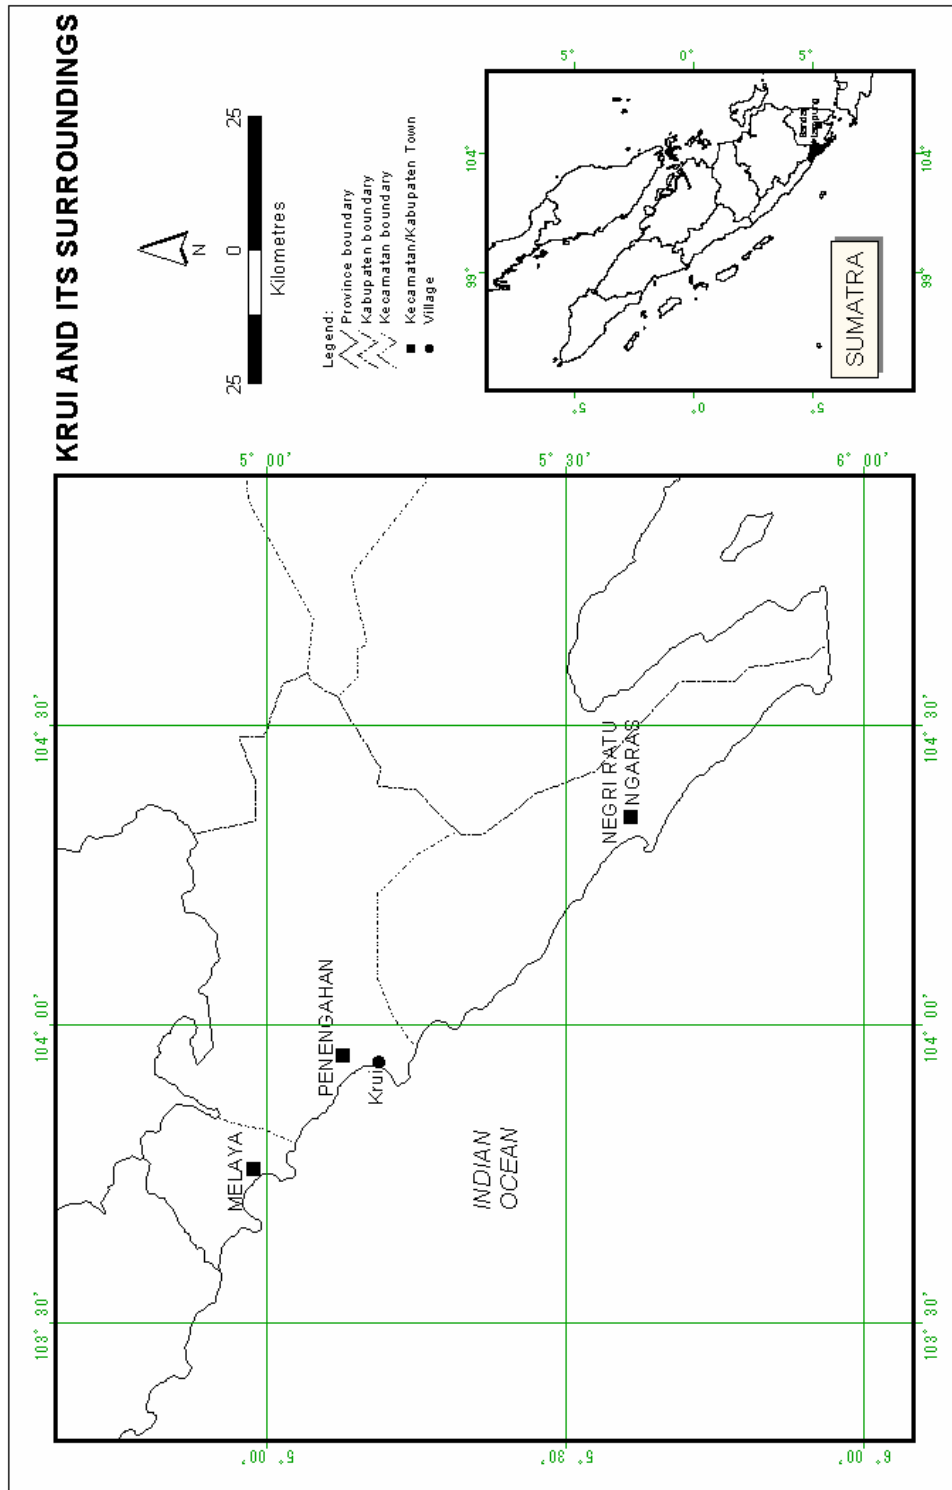 KRUI AND ITS SURROUNDINGS
N
25 0 25
Kilometres
Legend:
Province boundary
Kabupaten boundary
Kecamatan boundary
Kecamatan/Kabupaten Town
Village
103° 30' 104° 00' 104° 30'
5° 00' 5° 00'
5° 30' 5° 30'
6° 00' 6° 00'
103° 30' 104° 00' 104° 30'
MELAYA
PENENGAHAN
Krui
NEGRI RATU
NGARAS
INDIAN
OCEAN
99° 104°
5° 5°
0° 0°
5° 5°
Bandar
Lampung
SUMATRA